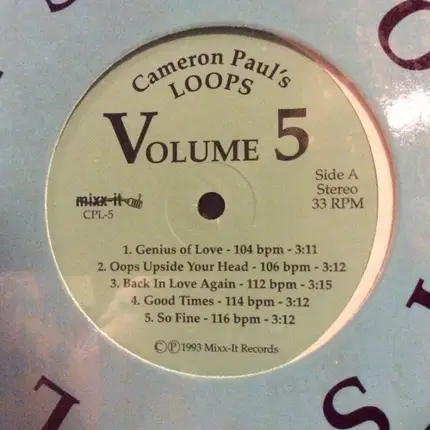 Cameron Paul's
LOOPS
VOLUME 5
Side A
Stereo
33 RPM
mixx-it
CPL-5
1. Genius of Love - 104 bpm - 3:11
2. Oops Upside Your Head - 106 bpm - 3:12
3. Back In Love Again - 112 bpm - 3:15
4. Good Times - 114 bpm - 3:12
5. So Fine - 116 bpm - 3:12
©℗1993 Mixx-It Records